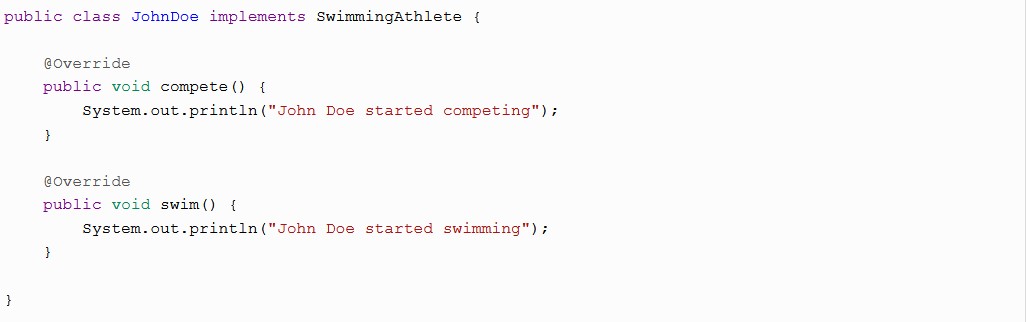 public class JohnDoe implements SwimmingAthlete {
@Override
public void compete() {
System.out.println("John Doe started competing");
}
@Override
public void swim() {
System.out.println("John Doe started swimming");
}
}